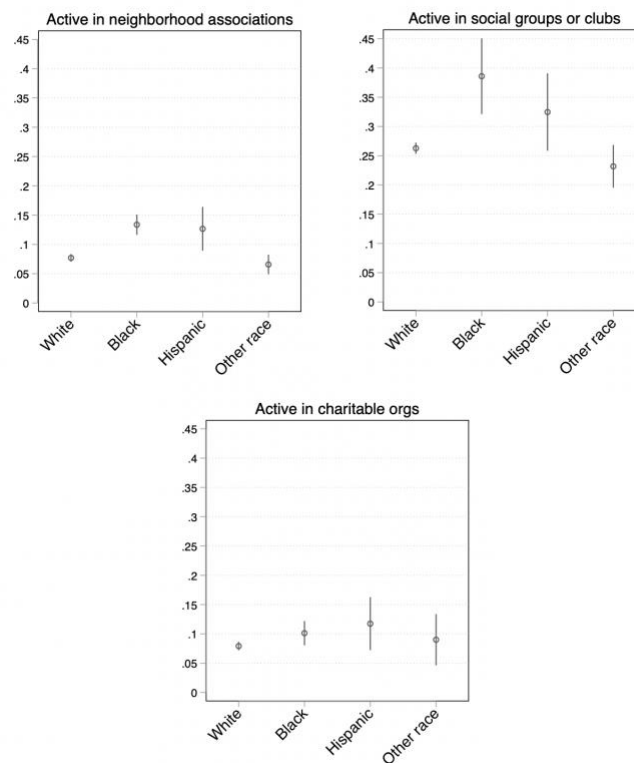 Active in neighborhood associations
.45
.4
.35
.3
.25
.2
.15
.1
.05
0
White
Black
Hispanic
Other race
Active in social groups or clubs
.45
.4
.35
.3
.25
.2
.15
.1
.05
0
White
Black
Hispanic
Other race
Active in charitable orgs
.45
.4
.35
.3
.25
.2
.15
.1
.05
0
White
Black
Hispanic
Other race